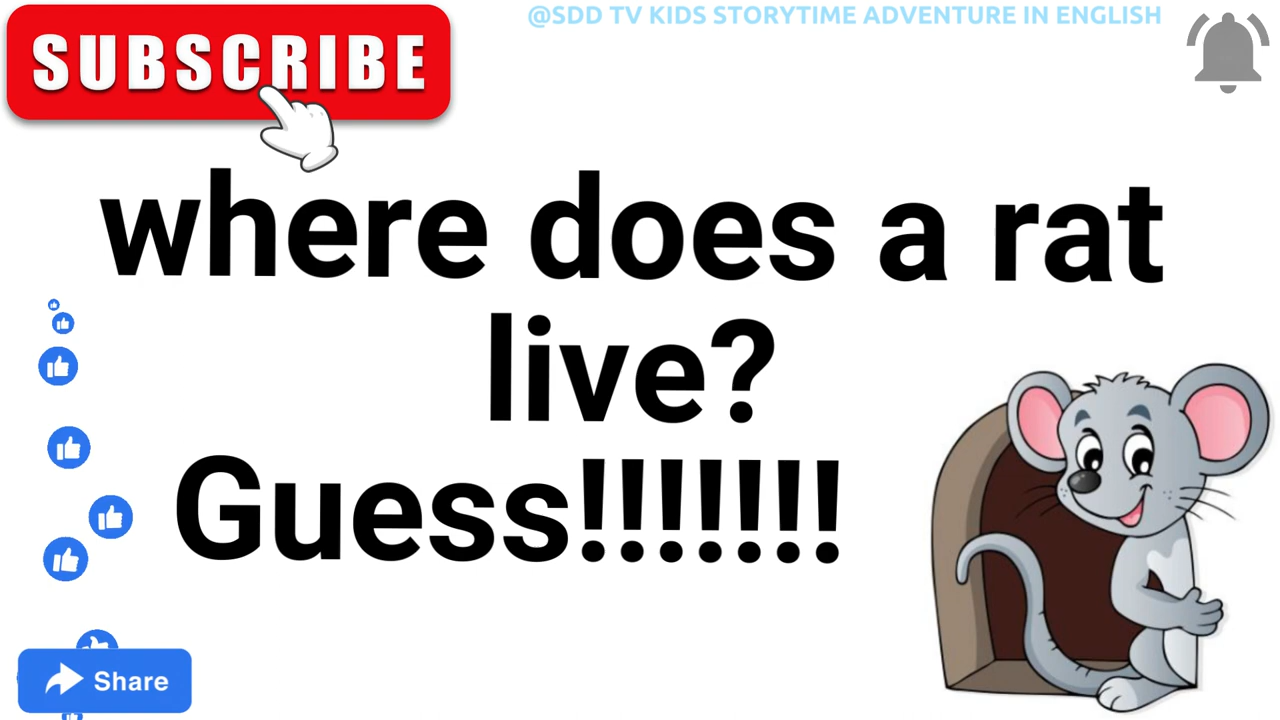 @SDD TV KIDS STORYTIME ADVENTURE IN ENGLISH
SUBSCRIBE
where does a rat
live?
Guess!!!!!!!
Share